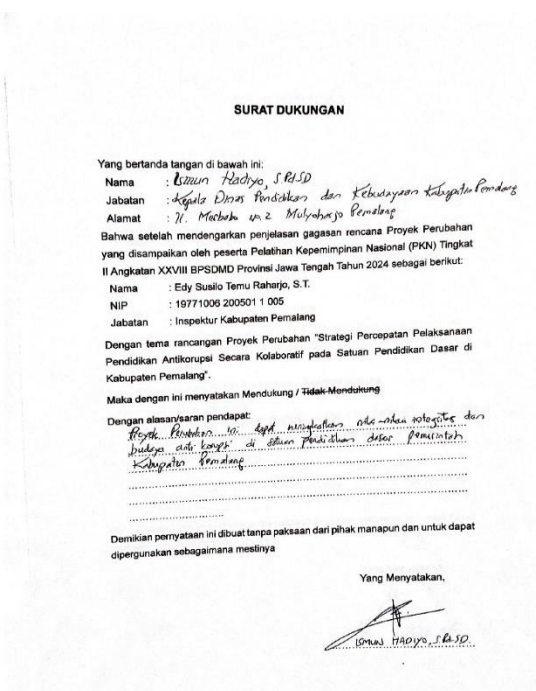 SURAT DUKUNGAN
Yang bertanda tangan di bawah ini:
Nama : Ismun Hadiyo, S.Pd.SD
Jabatan : Kepala Dinas Pendidikan dan Kebudayaan Kabupaten Pemalang
Alamat : Jl. Merbabu no.2 Mulyoharjo Pemalang
Bahwa setelah mendengarkan penjelasan gagasan rencana Proyek Perubahan
yang disampaikan oleh peserta Pelatihan Kepemimpinan Nasional (PKN) Tingkat
II Angkatan XXVIII BPSDMD Provinsi Jawa Tengah Tahun 2024 sebagai berikut:
Nama : Edy Susilo Temu Raharjo, S.T.
NIP : 19771006 200501 1 005
Jabatan : Inspektur Kabupaten Pemalang
Dengan tema rancangan Proyek Perubahan "Strategi Percepatan Pelaksanaan
Pendidikan Antikorupsi Secara Kolaboratif pada Satuan Pendidikan Dasar di
Kabupaten Pemalang".
Maka dengan ini menyatakan Mendukung / Tidak Mendukung
Dengan alasan/saran pendapat:
Proyek Perubahan ini dapat meningkatkan nilai-nilai integritas dan
budaya anti korupsi di satuan pendidikan dasar pemerintah
Kabupaten Pemalang
Demikian pernyataan ini dibuat tanpa paksaan dari pihak manapun dan untuk dapat
dipergunakan sebagaimana mestinya
Yang Menyatakan,
ISMUN HADIYO, S.Pd.SD.